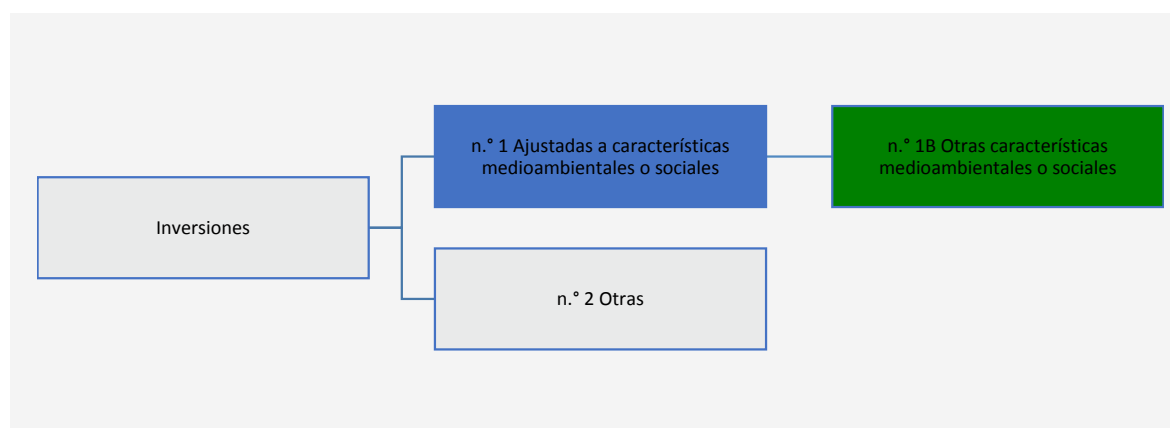 n.° 1 Ajustadas a características
medioambientales o sociales
n.° 1B Otras características
medioambientales o sociales
Inversiones
n.° 2 Otras